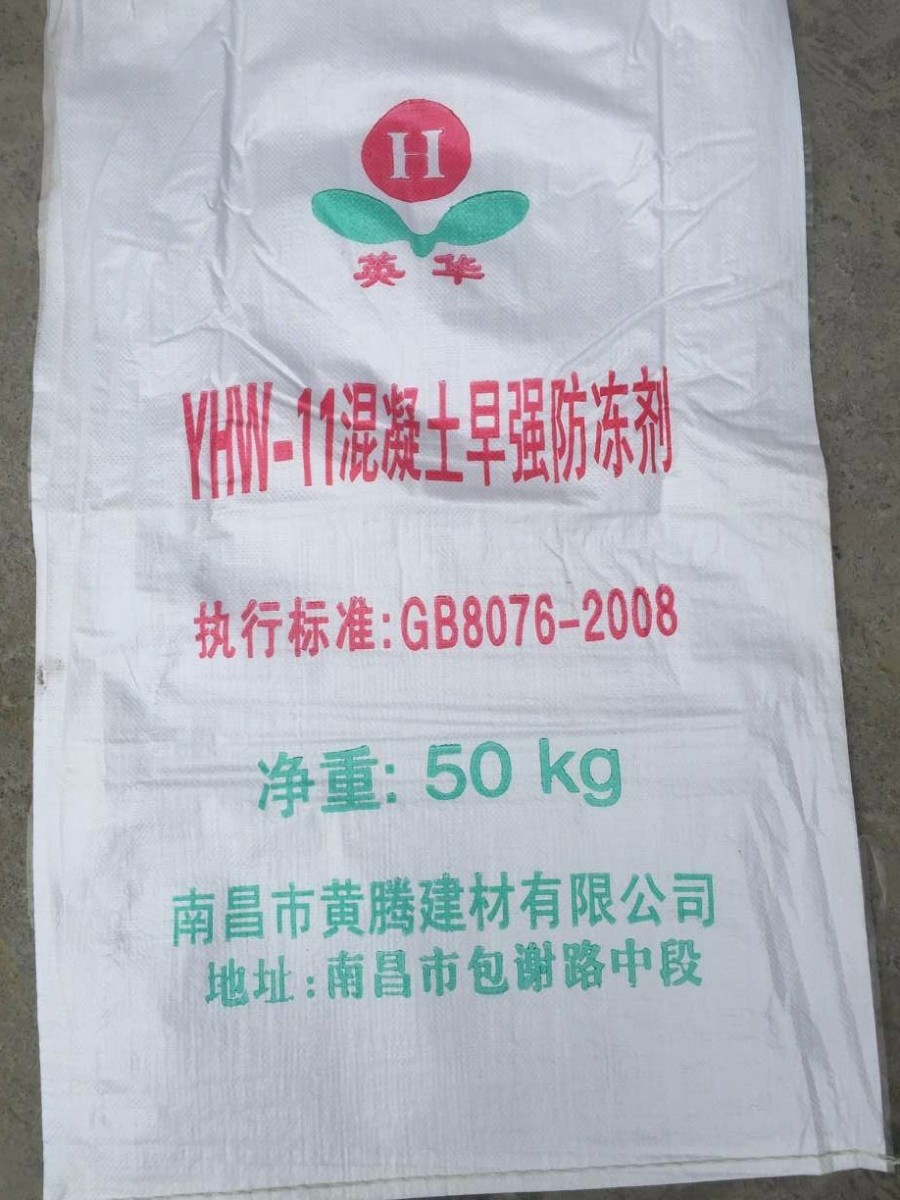 H
英华
YHW-11混凝土早强防冻剂
执行标准:GB8076-2008
净重: 50 kg
南昌市黄腾建材有限公司
地址:南昌市包谢路中段